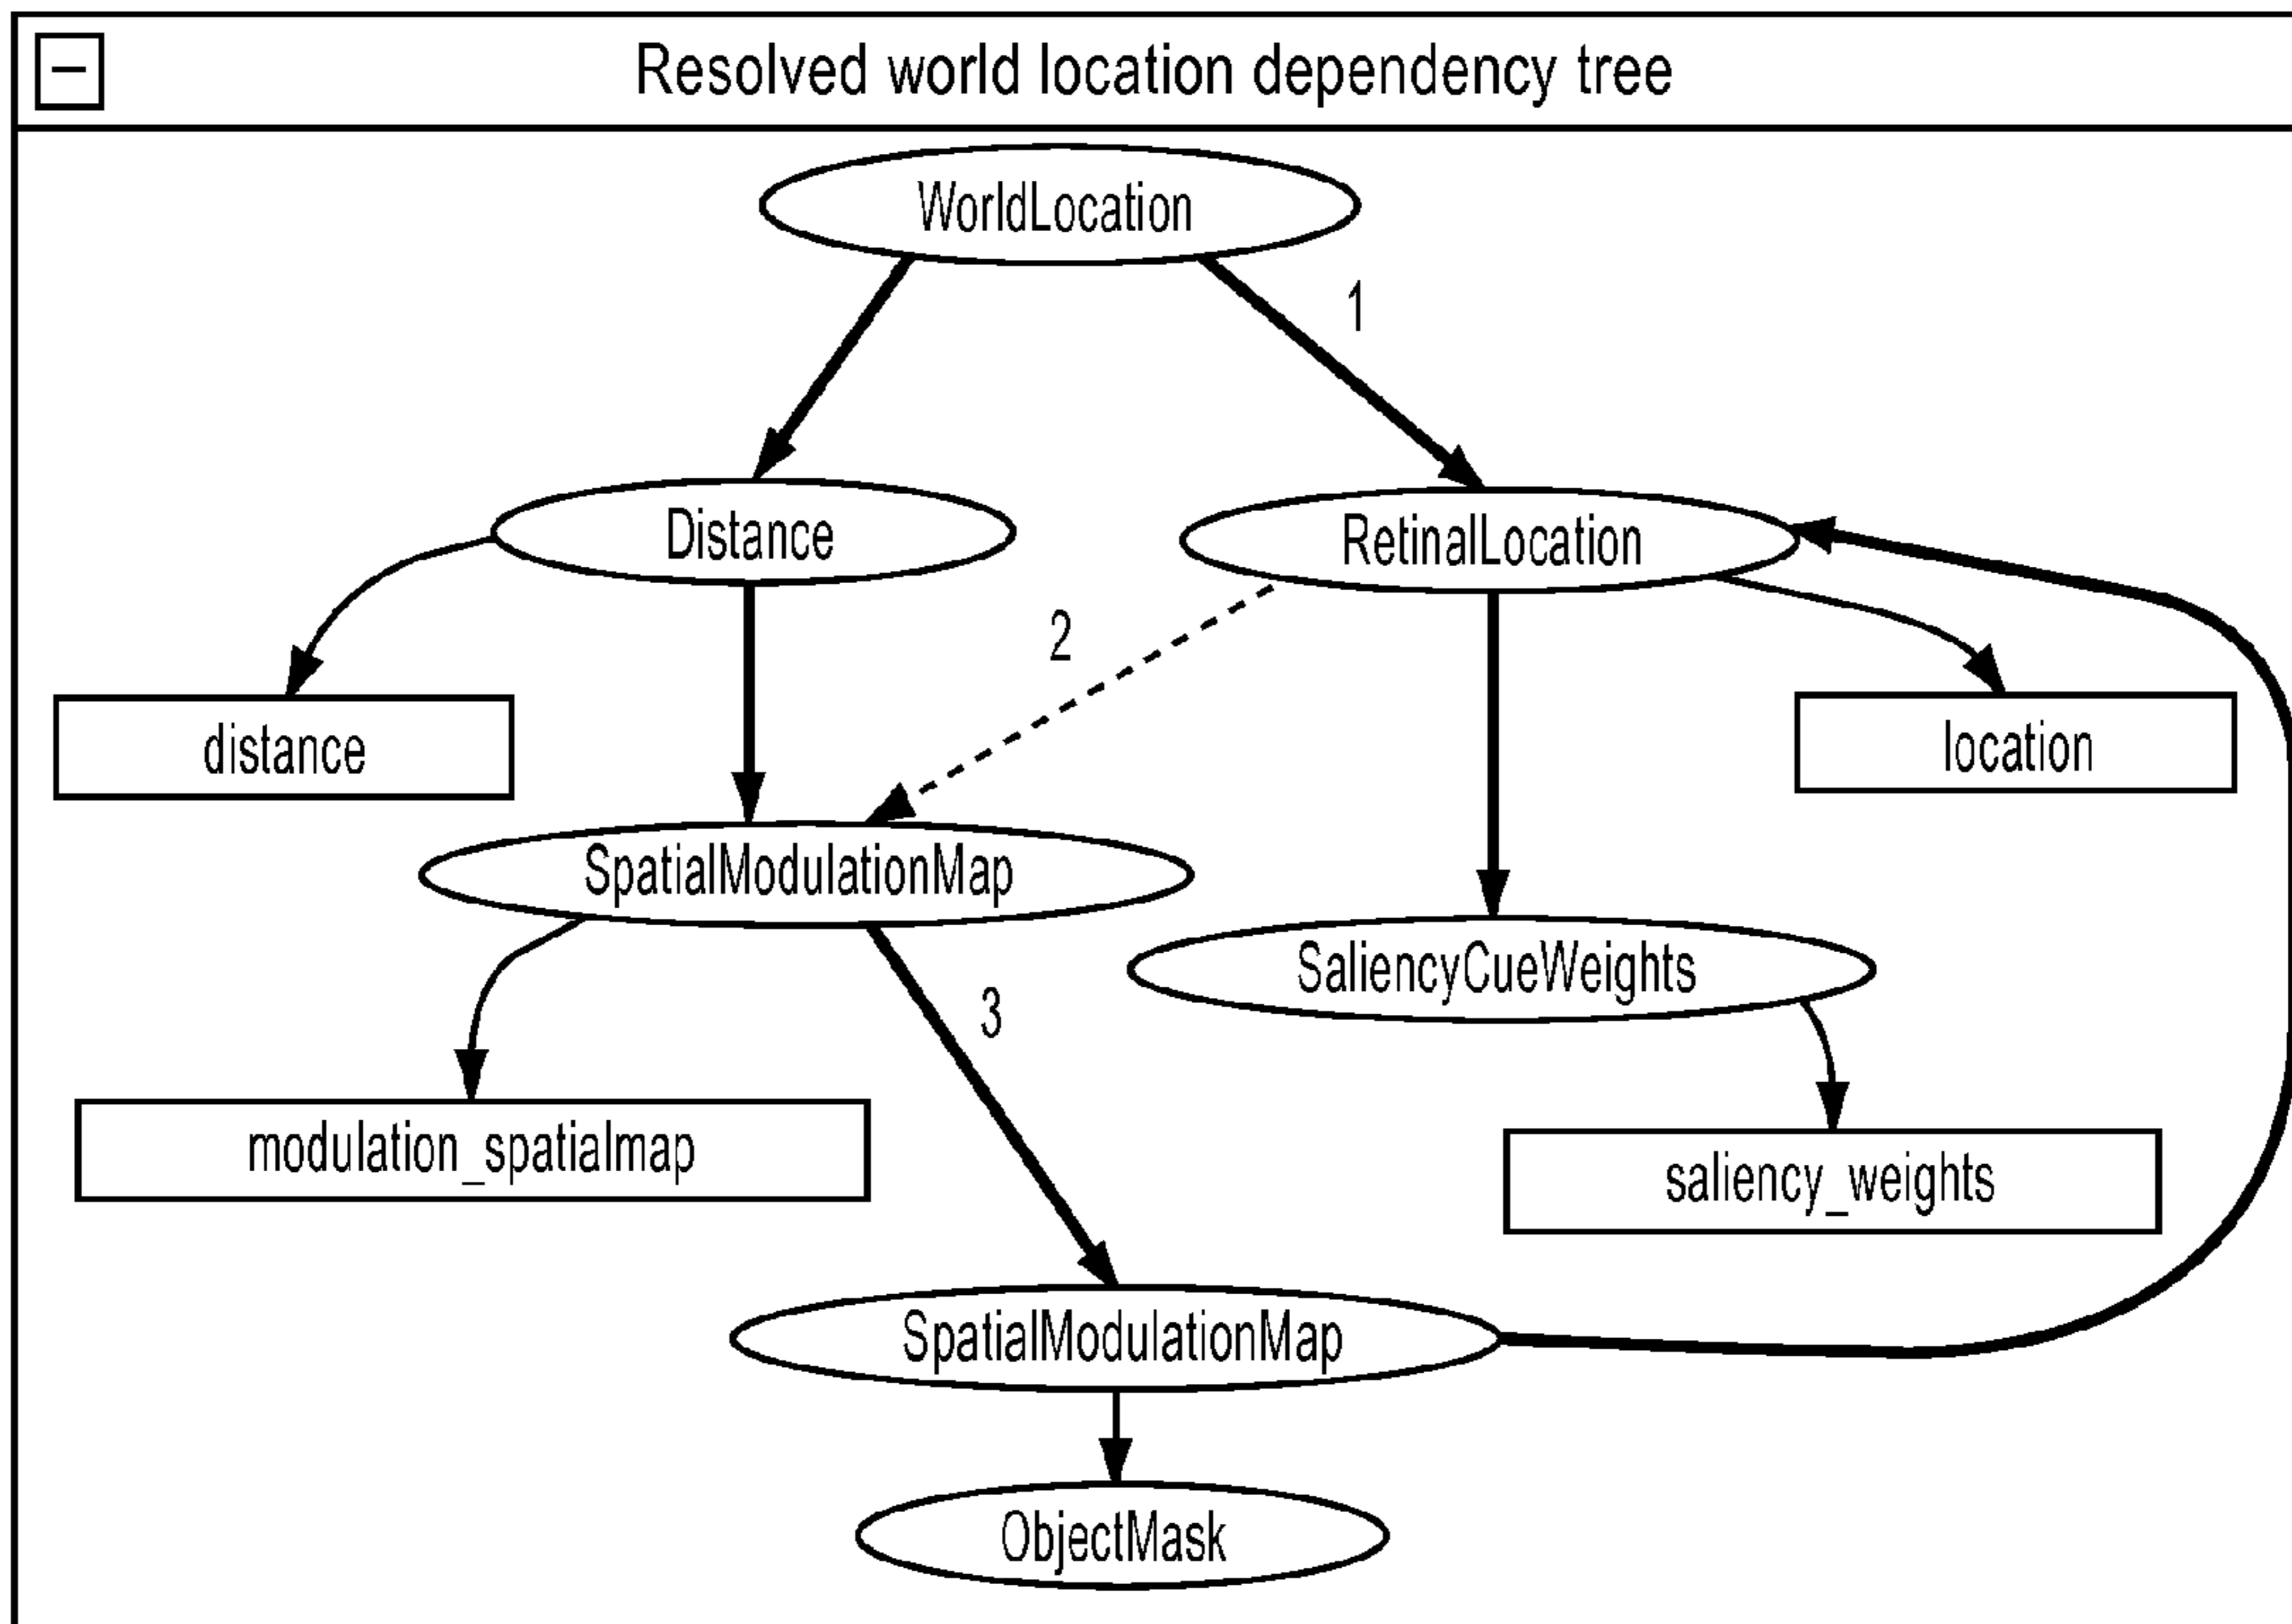 Resolved world location dependency tree
WorldLocation
1
Distance
RetinalLocation
2
distance
location
SpatialModulationMap
SaliencyCueWeights
3
modulation_spatialmap
saliency_weights
SpatialModulationMap
ObjectMask